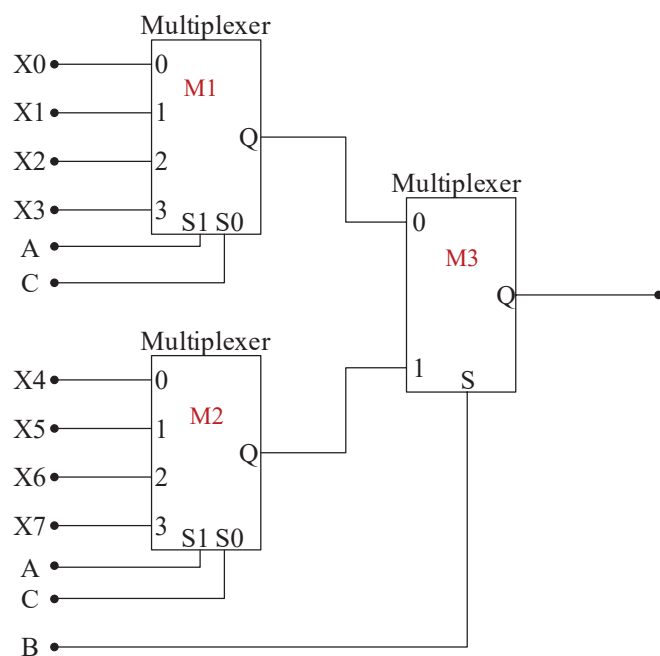 Multiplexer
X0
0
M1
X1
1
Q
X2
2
X3
3
S1 S0
A
C
Multiplexer
0
M3
Q
1
S
Multiplexer
X4
0
M2
X5
1
Q
X6
2
X7
3
S1 S0
A
C
B